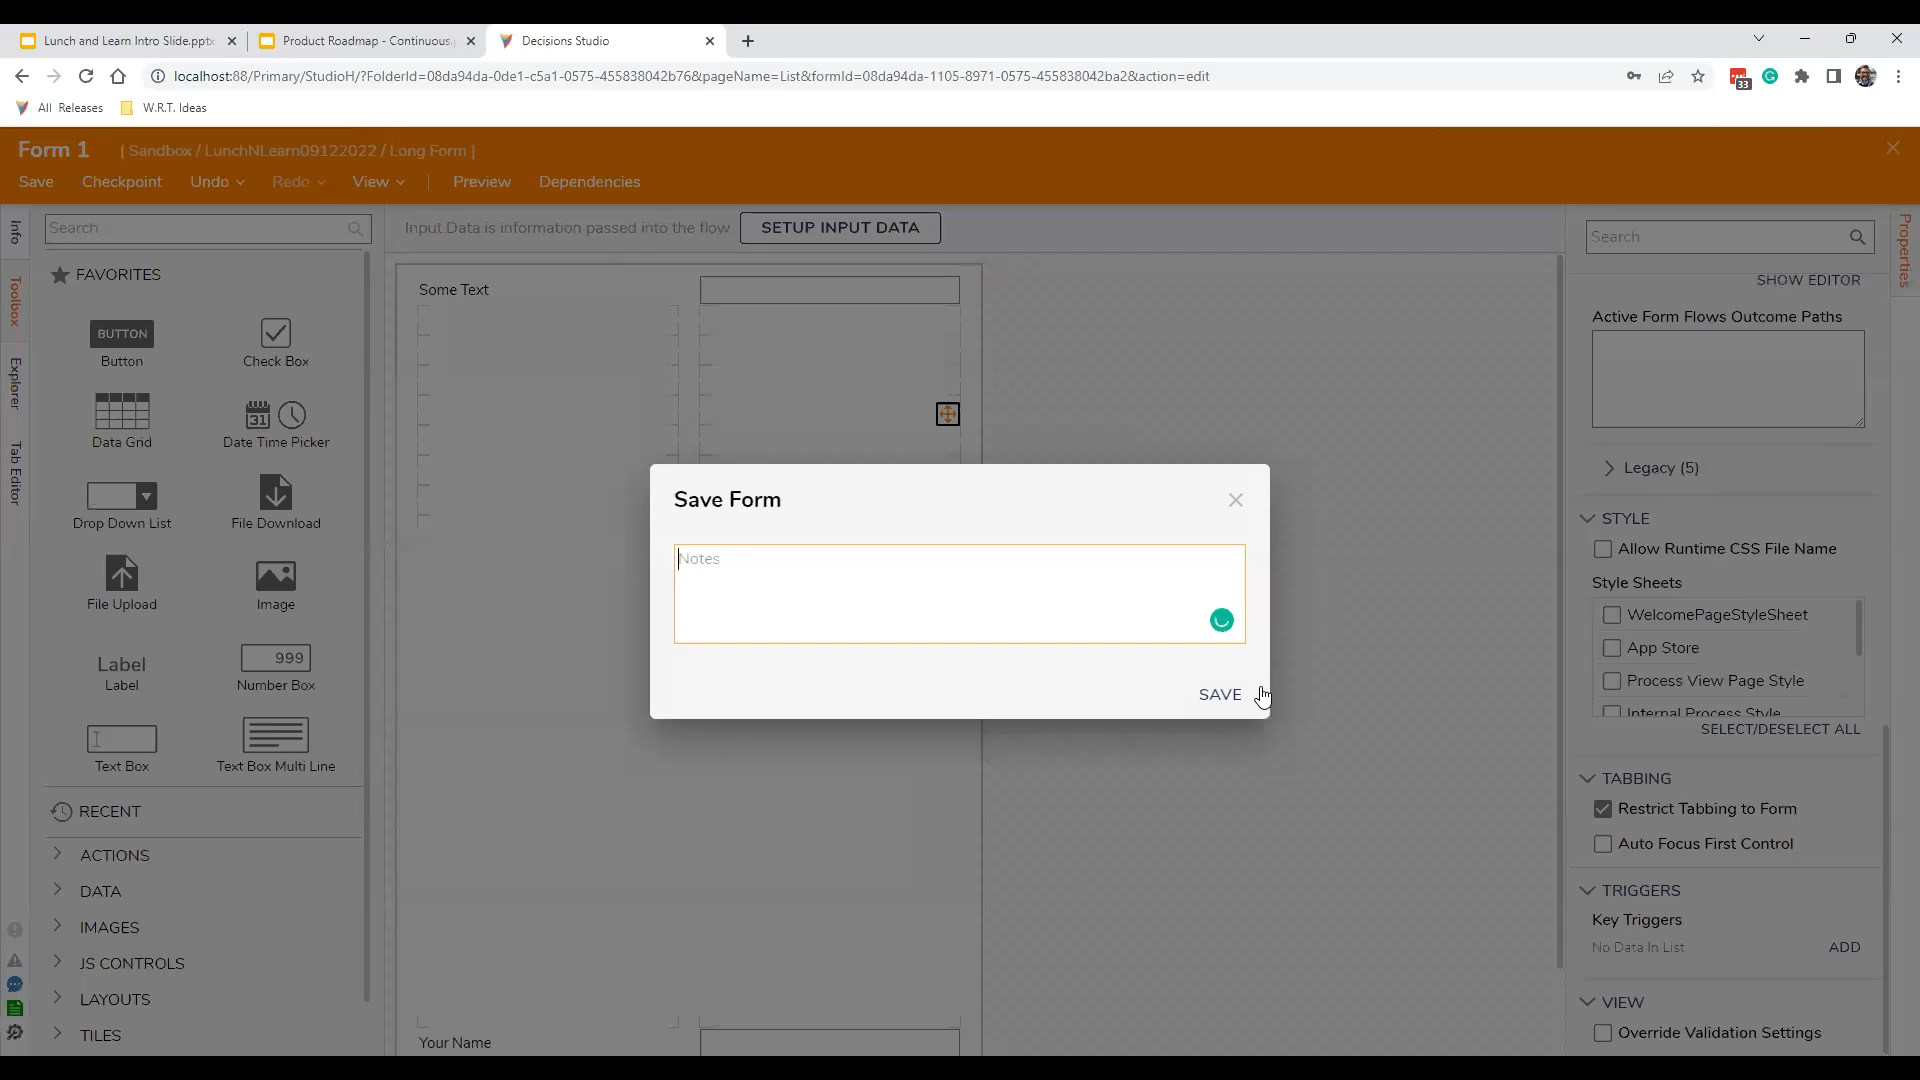 Lunch and Learn Intro Slide.pptx
Product Roadmap - Continuous
Decisions Studio
localhost:88/Primary/StudioH/?FolderId=08da94da-0de1-c5a1-0575-455838042b76&pageName=List&formId=08da94da-1105-8971-0575-455838042ba2&action=edit
33
All Releases
W.R.T. Ideas
Form 1
[ Sandbox / LunchNLearn09122022 / Long Form ]
Save
Checkpoint
Undo
Redo
View
Preview
Dependencies
Info
Toolbox
Explorer
Tab Editor
Search
FAVORITES
BUTTON
Button
Check Box
Data Grid
31
Date Time Picker
Drop Down List
File Download
File Upload
Image
Label
Label
999
Number Box
Text Box
Text Box Multi Line
RECENT
ACTIONS
DATA
IMAGES
JS CONTROLS
LAYOUTS
TILES
Input Data is information passed into the flow
SETUP INPUT DATA
Some Text
Your Name
Save Form
Notes
SAVE
Properties
Search
SHOW EDITOR
Active Form Flows Outcome Paths
Legacy (5)
STYLE
Allow Runtime CSS File Name
Style Sheets
WelcomePageStyleSheet
App Store
Process View Page Style
Internal Process Style
SELECT/DESELECT ALL
TABBING
Restrict Tabbing to Form
Auto Focus First Control
TRIGGERS
Key Triggers
No Data In List
ADD
VIEW
Override Validation Settings